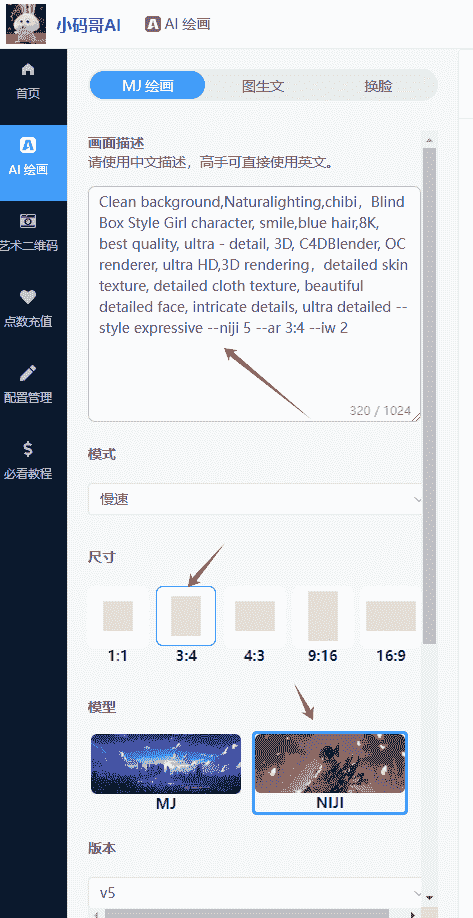 小码哥AI
AI 绘画
首页
AI 绘画
艺术二维码
点数充值
配置管理
必看教程
MJ 绘画
图生文
换脸
画面描述
请使用中文描述，高手可直接使用英文。
Clean background,Naturalighting,chibi，Blind
Box Style Girl character, smile,blue hair,8K,
best quality, ultra - detail, 3D, C4DBlender, OC
renderer, ultra HD,3D rendering，detailed skin
texture, detailed cloth texture, beautiful
detailed face, intricate details, ultra detailed --
style expressive --niji 5 --ar 3:4 --iw 2
320 / 1024
模式
慢速
尺寸
1:1
3:4
4:3
9:16
16:9
模型
MJ
NIJI
版本
v5